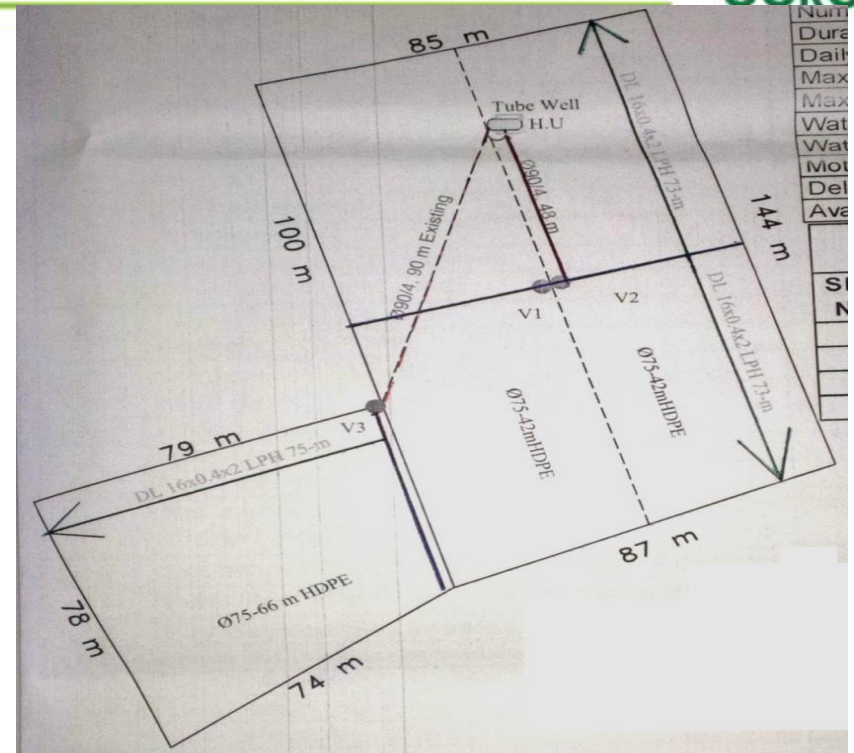 85 m
Tube Well
H.U
DL 16x0.4x2LPH 73-m
Ø90/4, 48 m
Ø90/4, 90 m Existing
100 m
144 m
V1
V2
DL 16x0.4x2 LPH 73-m
Ø75-42mHDPE
Ø75-42mHDPE
V3
79 m
DL 16x0.4x2 LPH 75-m
87 m
Ø75-66 m HDPE
78 m
74 m
Num
Dura
Daily
Max
Max
Wat
Wat
Mot
Del
Ava
Sl
N